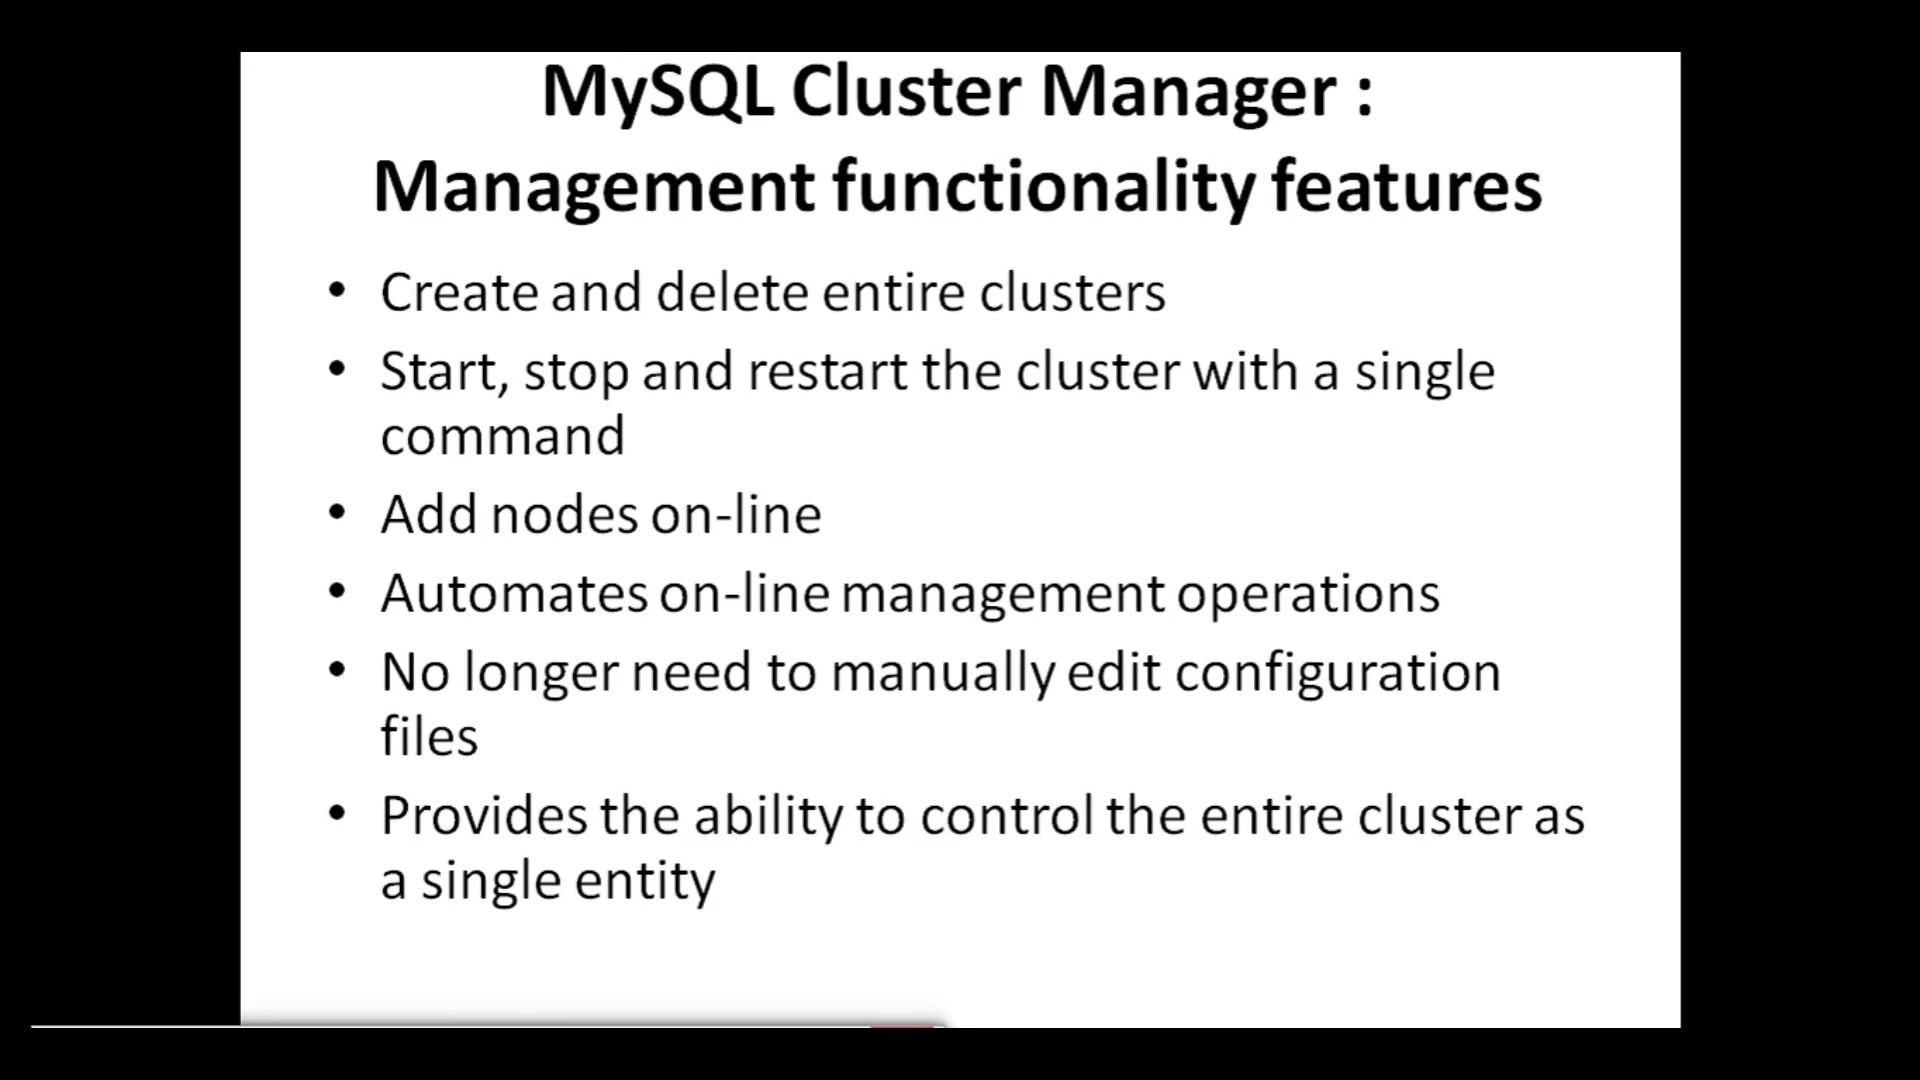 MySQL Cluster Manager :
Management functionality features
• Create and delete entire clusters
• Start, stop and restart the cluster with a single
command
• Add nodes on-line
• Automates on-line management operations
• No longer need to manually edit configuration
files
• Provides the ability to control the entire cluster as
a single entity